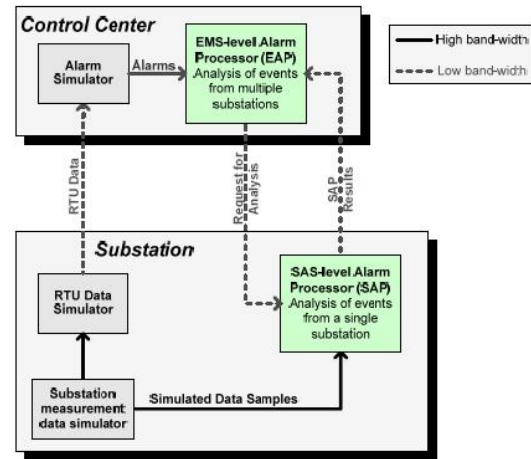 Control Center
Alarm
Simulator
Alarms
EMS-level Alarm
Processor (EAP)
Analysis of events
from multiple
substations
High band-width
Low band-width
RTU Data
Request for
Analysis
SAP
Results
Substation
RTU Data
Simulator
SAS-level Alarm
Processor (SAP)
Analysis of events
from a single
substation
Substation
measurement
data simulator
Simulated Data Samples